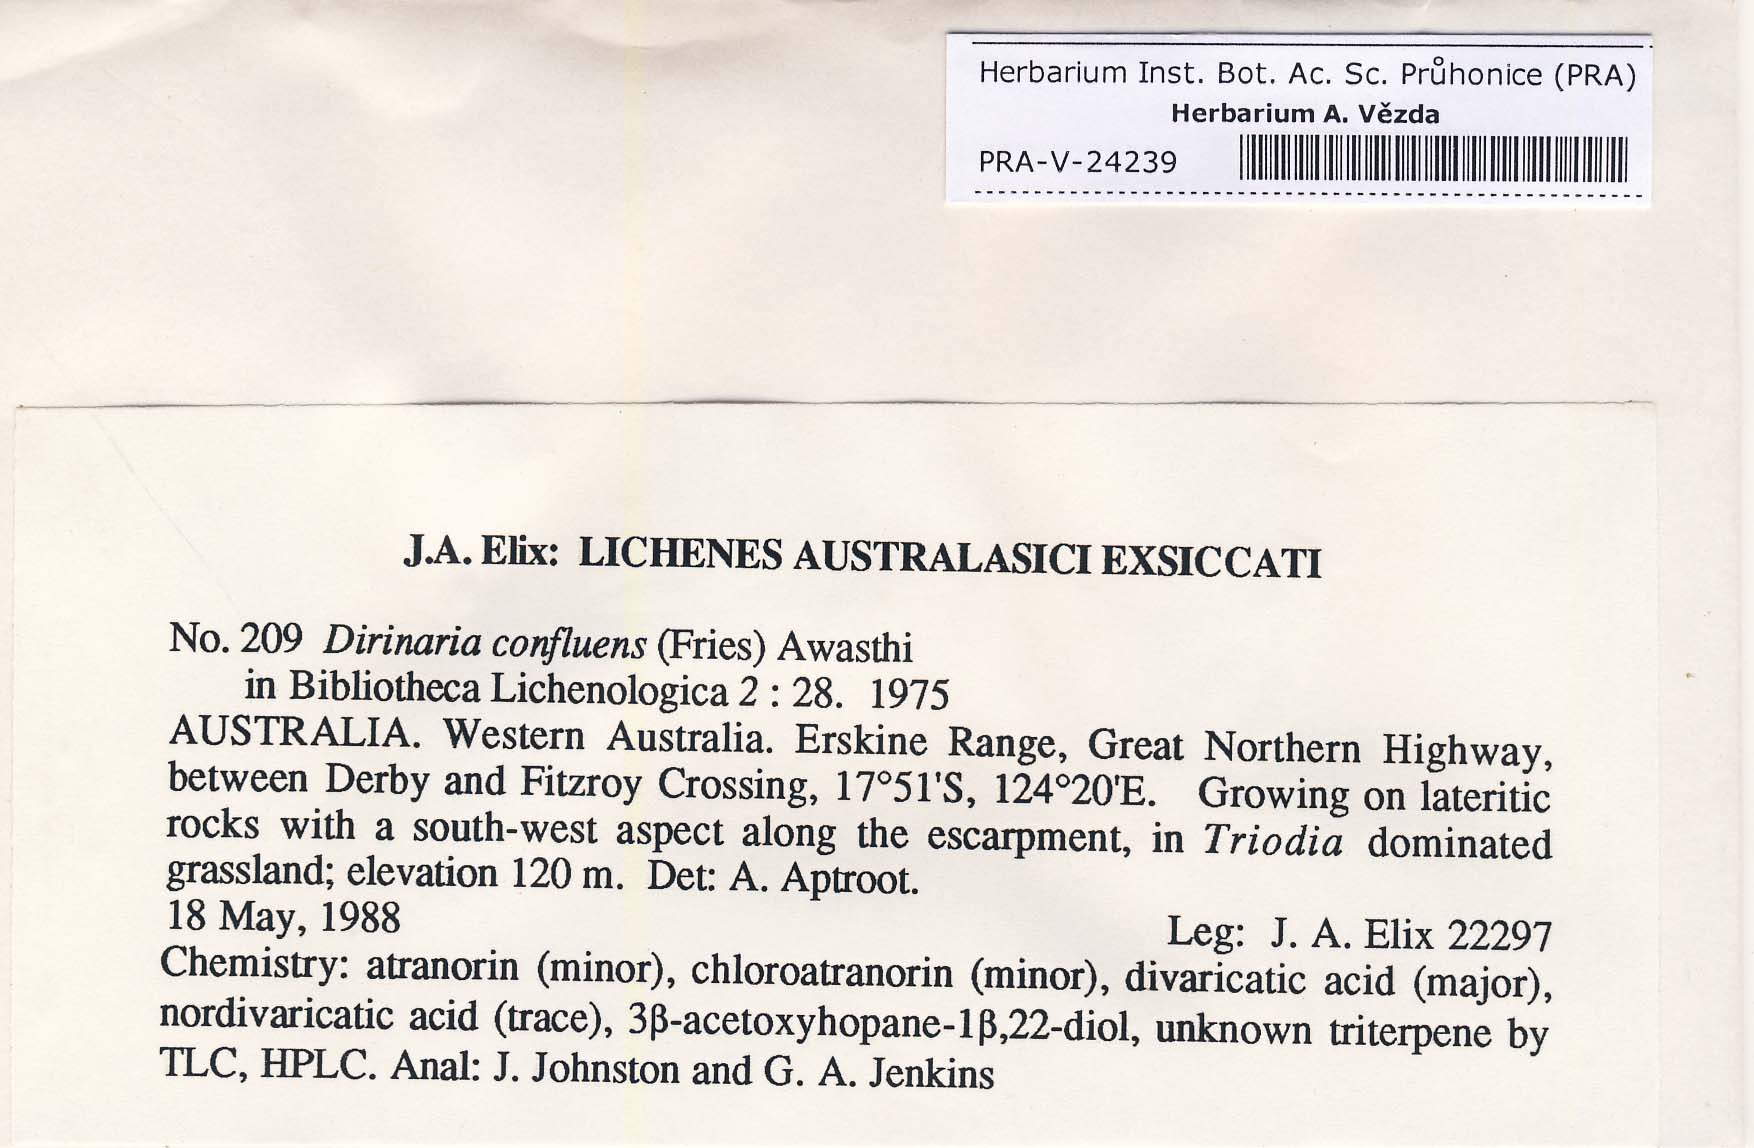 Herbarium Inst. Bot. Ac. Sc. Průhonice (PRA)
Herbarium A. Vězda
PRA-V-24239
J.A. Elix: LICHENES AUSTRALASICI EXSICCATI
No. 209 Dirinaria confluens (Fries) Awasthi
in Bibliotheca Lichenologica 2 : 28. 1975
AUSTRALIA. Western Australia. Erskine Range, Great Northern Highway,
between Derby and Fitzroy Crossing, 17°51'S, 124°20'E. Growing on lateritic
rocks with a south-west aspect along the escarpment, in Triodia dominated
grassland; elevation 120 m. Det: A. Aptroot.
18 May, 1988 Leg: J. A. Elix 22297
Chemistry: atranorin (minor), chloroatranorin (minor), divaricatic acid (major),
nordivaricatic acid (trace), 3β-acetoxyhopane-1β,22-diol, unknown triterpene by
TLC, HPLC. Anal: J. Johnston and G. A. Jenkins